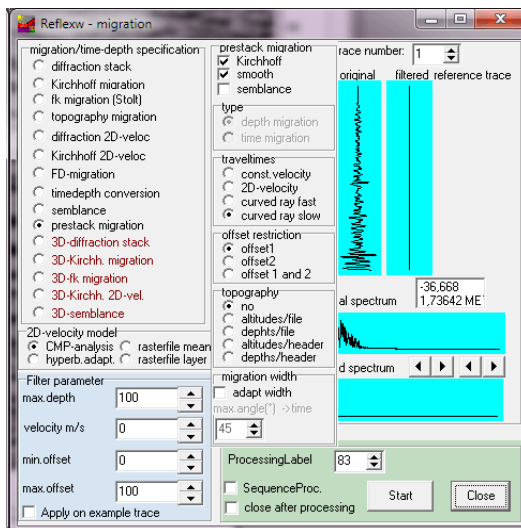 Reflexw - migration
migration/time-depth specification
diffraction stack
Kirchhoff migration
fk migration (Stolt)
topography migration
diffraction 2D-veloc
Kirchhoff 2D-veloc
FD-migration
timedepth conversion
semblance
prestack migration
3D-diffraction stack
3D-Kirchh. migration
3D-fk migration
3D-Kirchh. 2D-vel.
3D-semblance
2D-velocity model
CMP-analysis rasterfile mean
hyperb.adapt. rasterfile layer
Filter parameter
max.depth 100
velocity m/s 0
min.offset 0
max.offset 100
Apply on example trace
prestack migration
Kirchhoff
smooth
semblance
type
depth migration
time migration
traveltimes
const.velocity
2D-velocity
curved ray fast
curved ray slow
offset restriction
offset1
offset2
offset 1 and 2
topography
no
altitudes/file
dephts/file
altitudes/header
depths/header
migration width
adapt width
max.angle(°) ->time
45
race number: 1
original filtered reference trace
-36,668
al spectrum 1,73642 ME
d spectrum
ProcessingLabel 83
SequenceProc.
close after processing
Start
Close